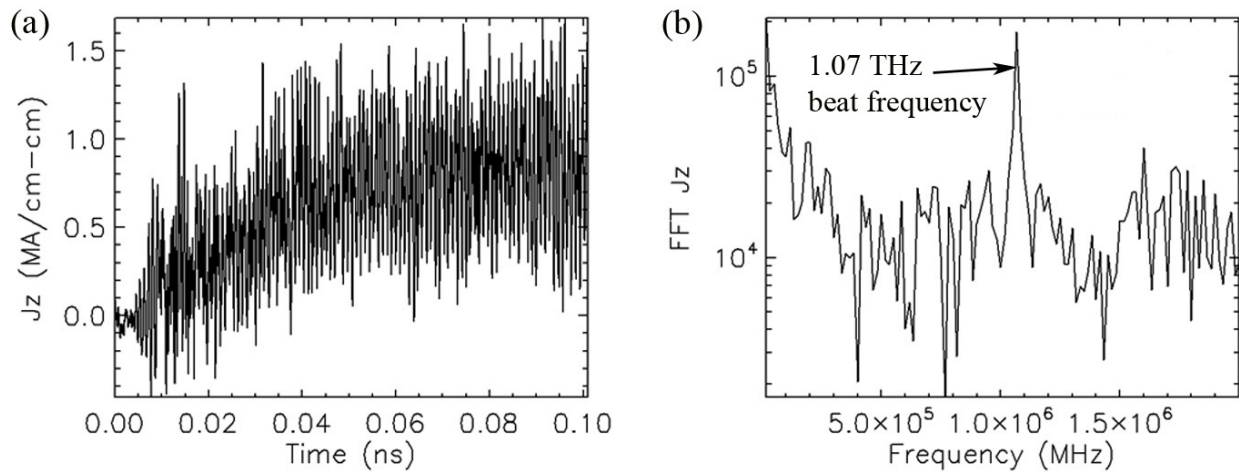 (a)
Jz (MA/cm-cm)
1.5
1.0
0.5
0.0
0.00 0.02 0.04 0.06 0.08 0.10
Time (ns)
(b)
FFT Jz
10⁵
10⁴
1.07 THz
beat frequency
5.0×10⁵ 1.0×10⁶ 1.5×10⁶
Frequency (MHz)